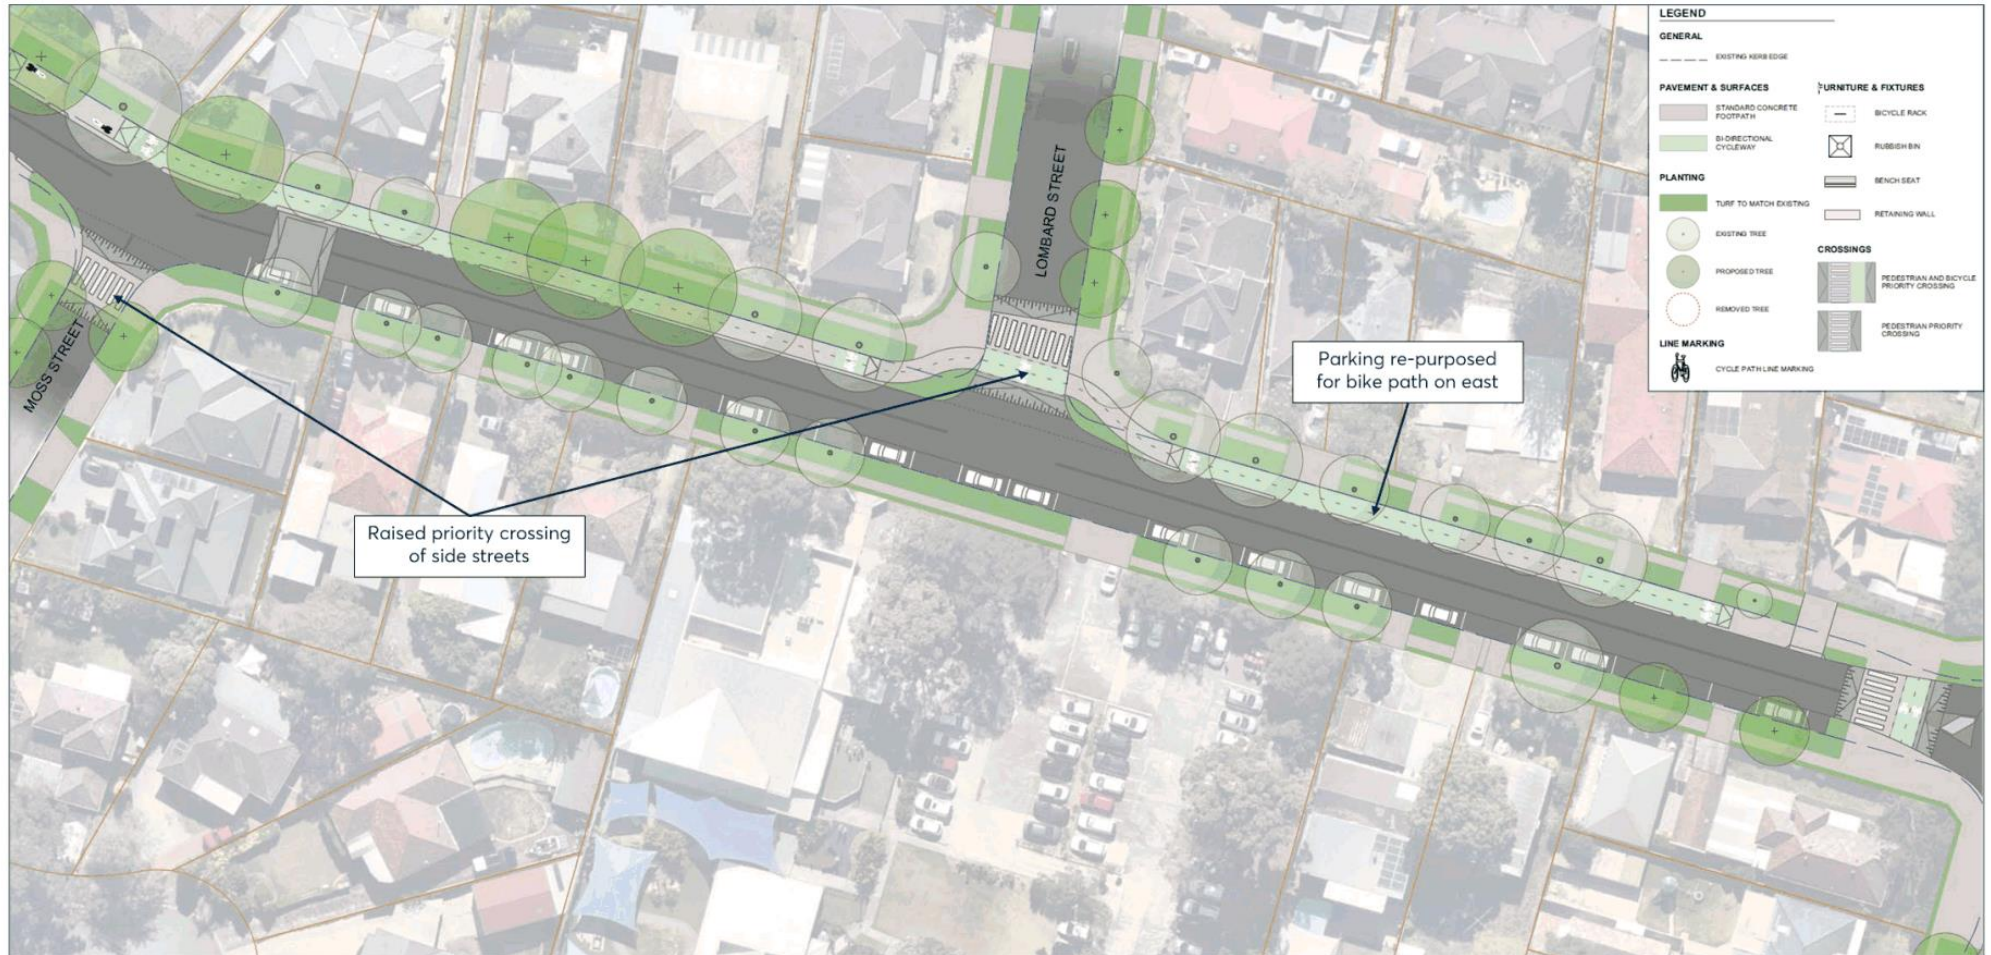 LEGEND
GENERAL
EXISTING KERB EDGE
PAVEMENT & SURFACES
STANDARD CONCRETE
FOOTPATH
BI-DIRECTIONAL
CYCLEWAY
PLANTING
TURF TO MATCH EXISTING
EXISTING TREE
PROPOSED TREE
REMOVED TREE
LINE MARKING
CYCLE PATH LINE MARKING
FURNITURE & FIXTURES
BICYCLE RACK
RUBBISH BIN
BENCH SEAT
RETAINING WALL
CROSSINGS
PEDESTRIAN AND BICYCLE
PRIORITY CROSSING
PEDESTRIAN PRIORITY
CROSSING
LOMBARD STREET
MOSS STREET
Parking re-purposed
for bike path on east
Raised priority crossing
of side streets